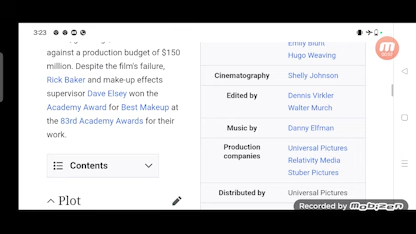 3:23
against a production budget of $150
million. Despite the film's failure,
Rick Baker and make-up effects
supervisor Dave Elsey won the
Academy Award for Best Makeup at
the 83rd Academy Awards for their
work.
Contents
Plot
Emily Blunt
Hugo Weaving
Cinematography Shelly Johnson
Edited by Dennis Virkler
Walter Murch
Music by Danny Elfman
Production companies Universal Pictures
Relativity Media
Stuber Pictures
Distributed by Universal Pictures
Recorded by Mobizen